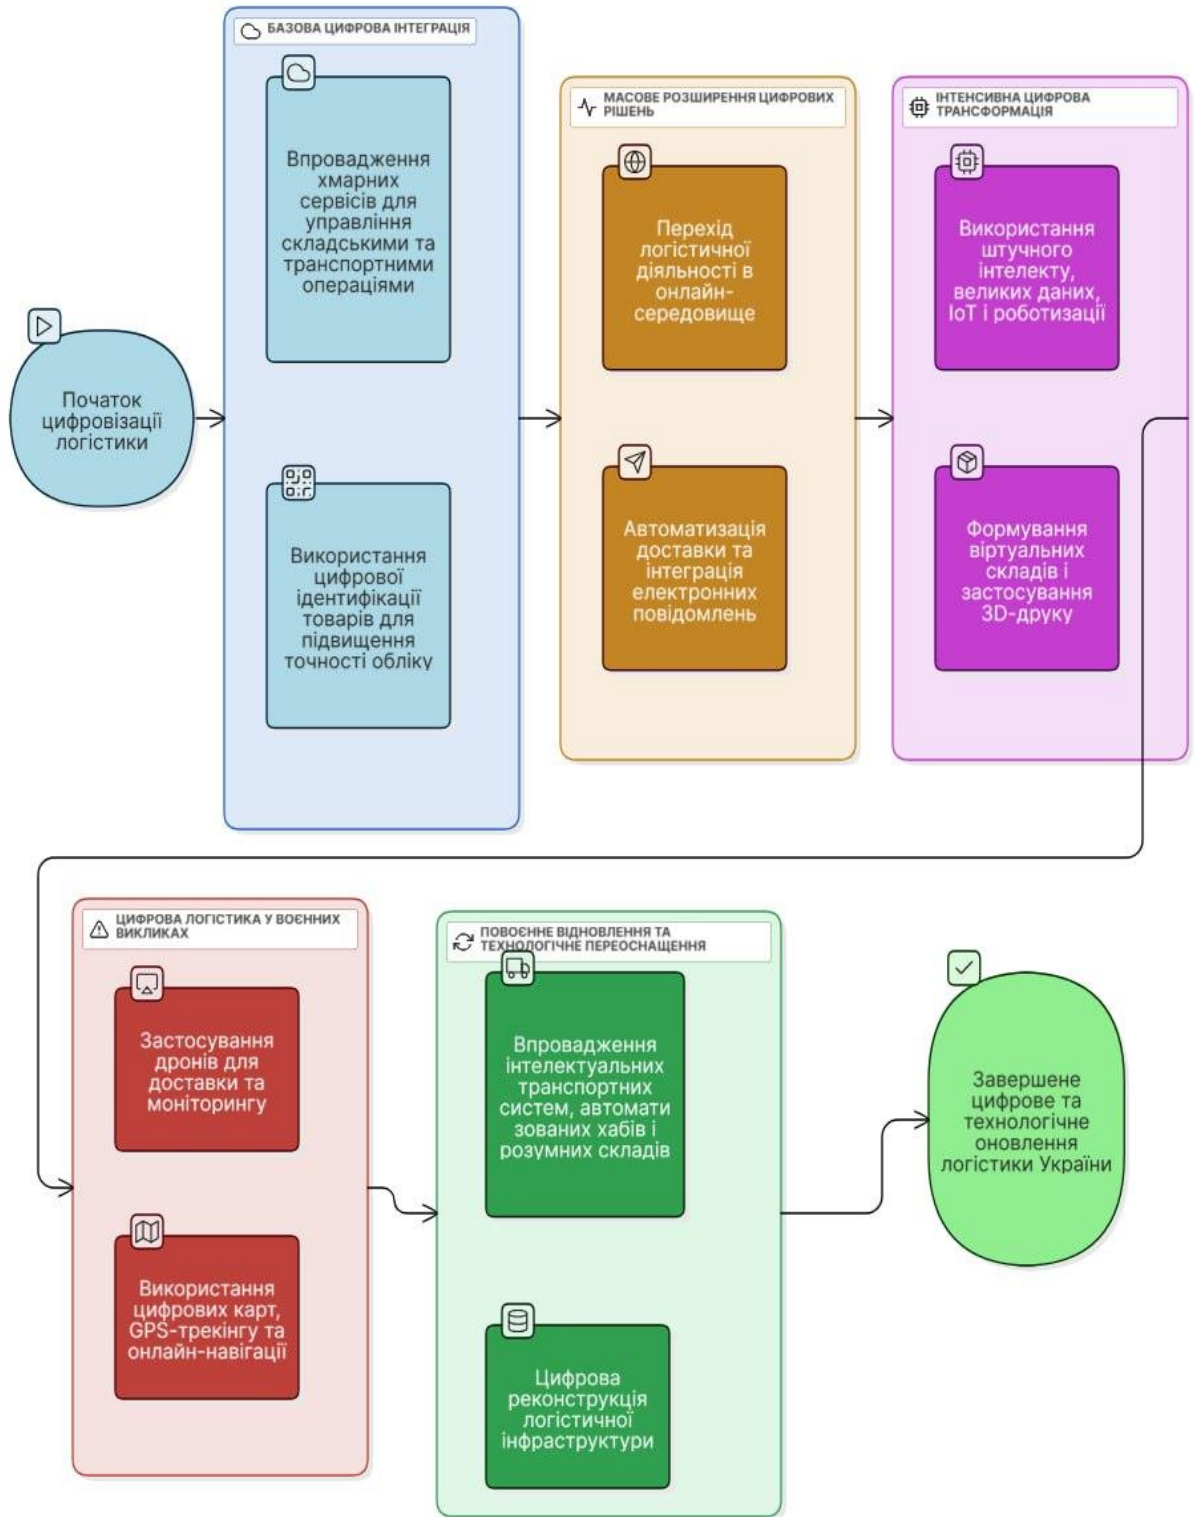 БАЗОВА ЦИФРОВА ІНТЕГРАЦІЯ
Впровадження
хмарних
сервісів для
управління
складськими та
транспортними
операціями
Використання
цифрової
ідентифікації
товарів для
підвищення
точності обліку
Початок
цифровізації
логістики
МАСОВЕ РОЗШИРЕННЯ ЦИФРОВИХ
РІШЕНЬ
Перехід
логістичної
діяльності в
онлайн-
середовище
Автоматизація
доставки та
інтеграція
електронних
повідомлень
ІНТЕНСИВНА ЦИФРОВА
ТРАНСФОРМАЦІЯ
Використання
штучного
інтелекту,
великих даних,
IoT і роботизації
Формування
віртуальних
складів і
застосування
3D-друку
ЦИФРОВА ЛОГІСТИКА У ВОЄННИХ
ВИКЛИКАХ
Застосування
дронів для
доставки та
моніторингу
Використання
цифрових карт,
GPS-трекінгу та
онлайн-навігації
ПОВОЄННЕ ВІДНОВЛЕННЯ ТА
ТЕХНОЛОГІЧНЕ ПЕРЕОСНАЩЕННЯ
Впровадження
інтелектуальних
транспортних
систем, автомати
зованих хабів і
розумних складів
Цифрова
реконструкція
логістичної
інфраструктури
Завершене
цифрове та
технологічне
оновлення
логістики України